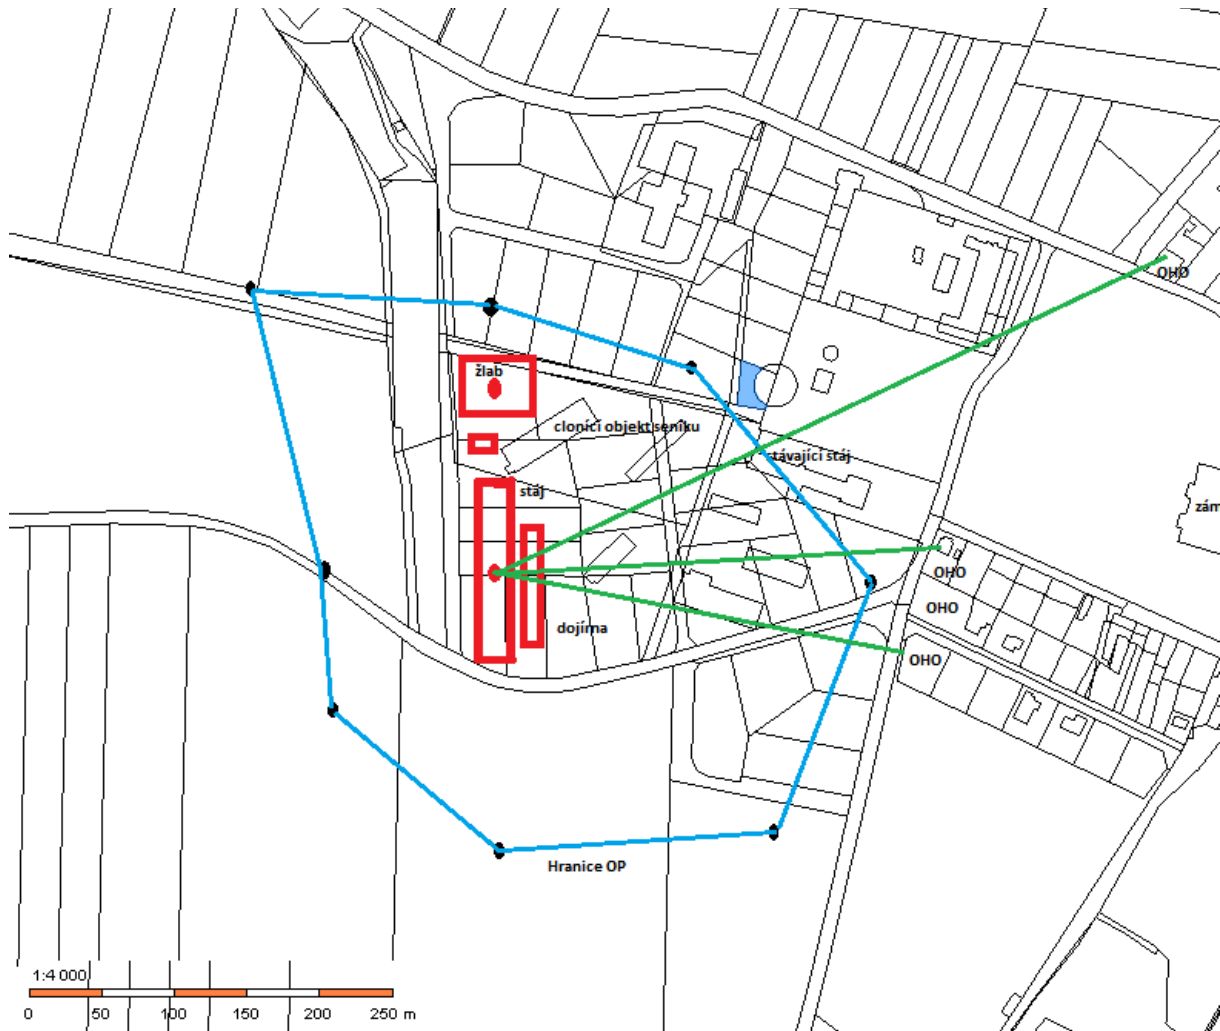 OHO
žlab
clonící objekt seníku
stávající stáj
stáj
zám
OHO
OHO
dojírna
OHO
Hranice OP
1:4 000
0 50 100 150 200 250 m